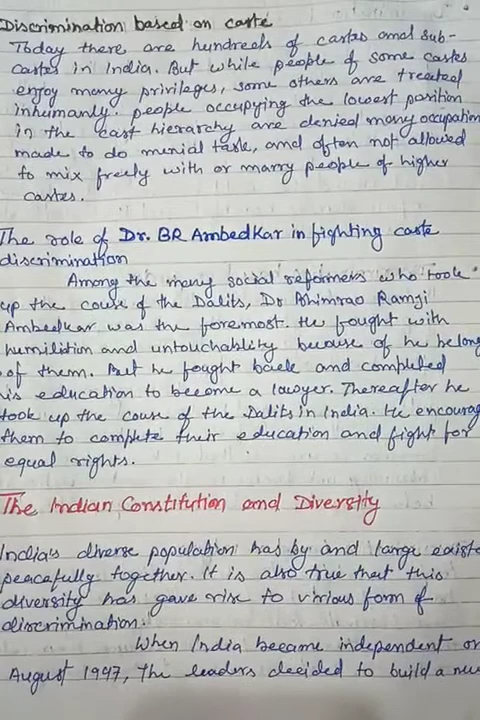 Discrimination based on caste
Today there are hundreds of castes and sub-
castes in India. But while people of some castes
enjoy many privileges, some others are treated
inhumanly. people occupying the lowest position
in the cast hierarchy are denied many occupation
made to do menial task, and often not allowed
to mix freely with or marry people of higher
castes.
The role of Dr. BR Ambedkar in fighting caste
discrimination
Among the many social reformers who took
up the couse of the Dalits, Dr Bhimrao Ramji
Ambedkar was the foremost. He fought with
humilition and untouchablity because of he belong
of them. But he fought back and completed
his education to become a lawyer. Thereafter he
took up the couse of the Dalits in India. He encourag
them to complete their education and fight for
equal rights.
The Indian Constitution and Diversity
India's diverse population has by and large existe
peacefully together. It is also true that this
diversity has gave rise to virious form of
discrimination.
When India became independent on
August 1947, The leaders decided to build a new